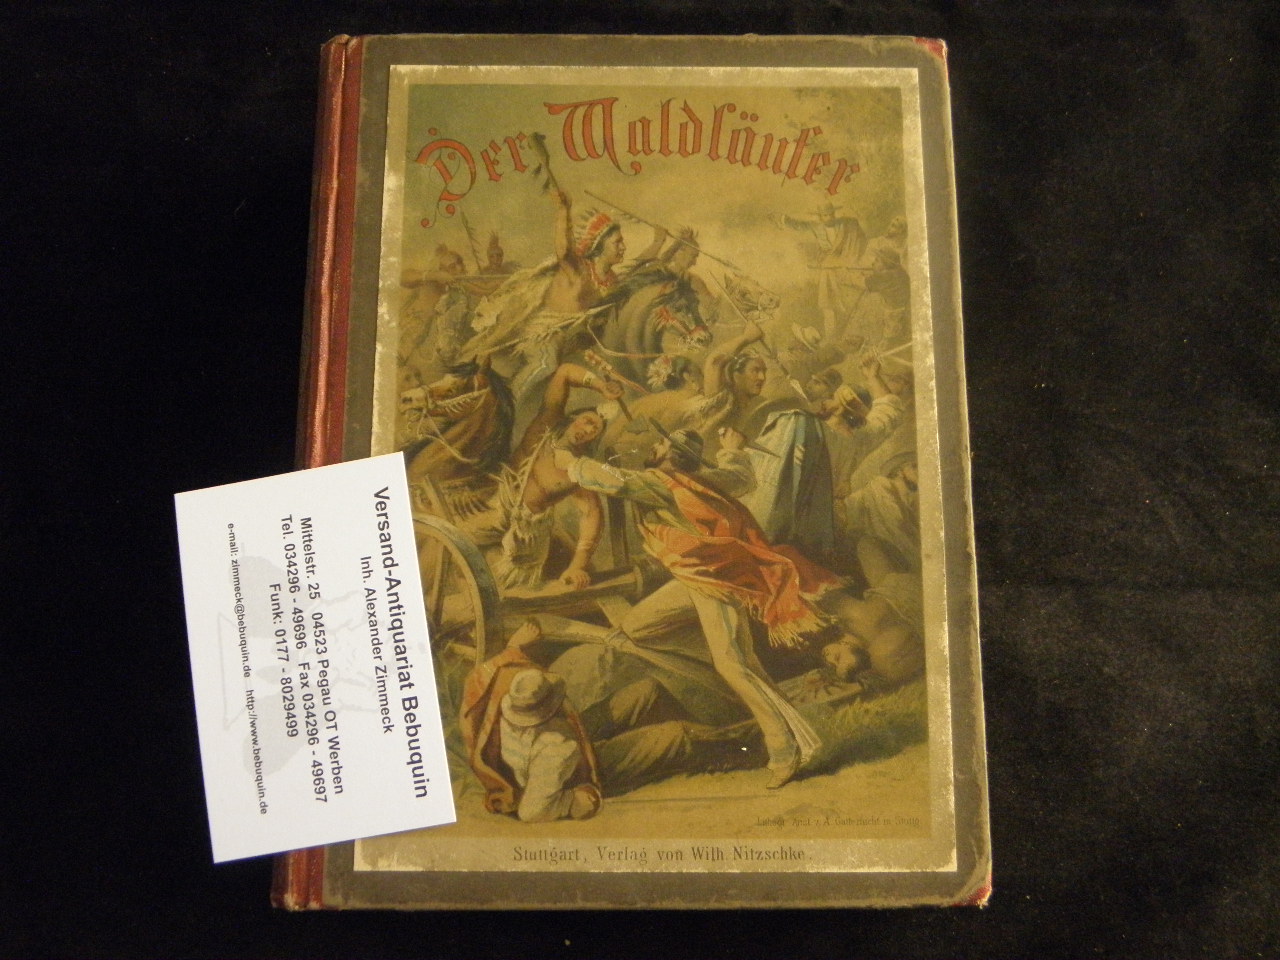 Der Waldläufer
Stuttgart, Verlag von Wilh. Nitzschke.
Versand-Antiquariat Bebuquin
Inh. Alexander Zimmeck
Mittelstr. 25 04523 Pegau OT Werben
Tel. 034296 - 49696 Fax 034296 - 49697
Funk: 0177 - 8029499
e-mail: zimmeck@bebuquin.de http://www.bebuquin.de